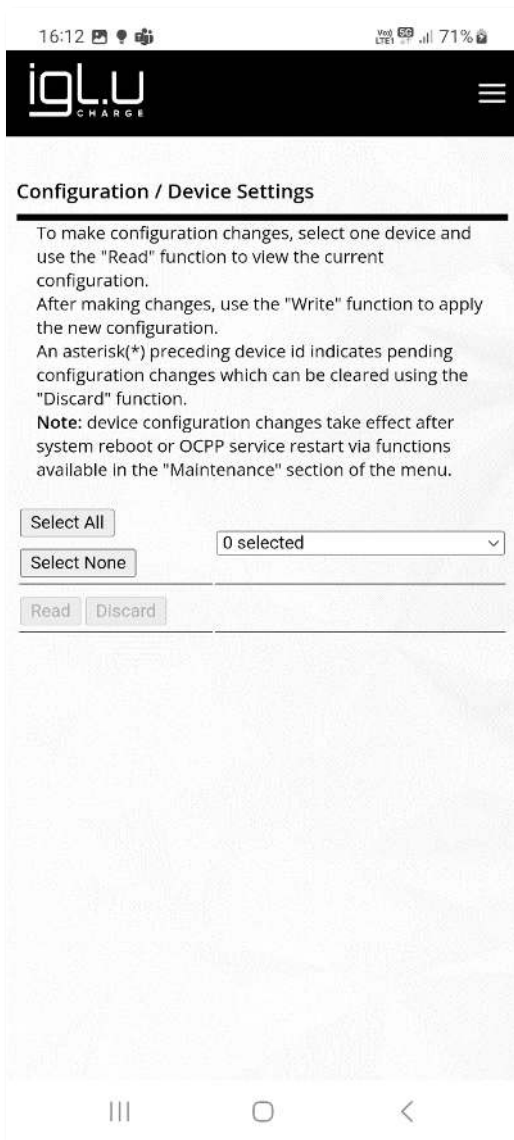 16:12
Vo) 5G 71%
LTE1
igL.U
CHARGE
Configuration / Device Settings
To make configuration changes, select one device and
use the "Read" function to view the current
configuration.
After making changes, use the "Write" function to apply
the new configuration.
An asterisk(*) preceding device id indicates pending
configuration changes which can be cleared using the
"Discard" function.
Note: device configuration changes take effect after
system reboot or OCPP service restart via functions
available in the "Maintenance" section of the menu.
Select All
0 selected
Select None
Read Discard